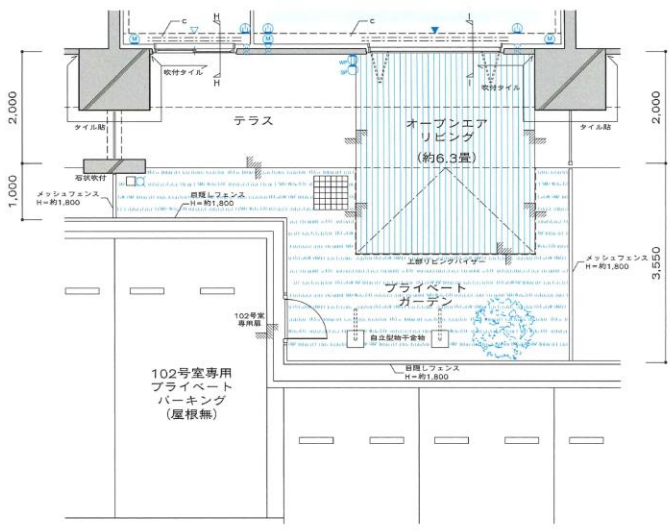 c
H
c
I
M
M
M
WP
SP
吹付タイル
H
I
吹付タイル
2,000
テラス
オープンエア
リビング
(約6.3畳)
2,000
タイル貼
タイル貼
石状吹付
1,000
メッシュフェンス
H=約1,800
目隠しフェンス
H=約1,800
上部リビングバイザー
メッシュフェンス
H=約1,800
3,550
プライベート
ガーデン
102号室
専用扉
自立型物干金物
目隠しフェンス
H=約1,800
102号室専用
プライベート
パーキング
(屋根無)